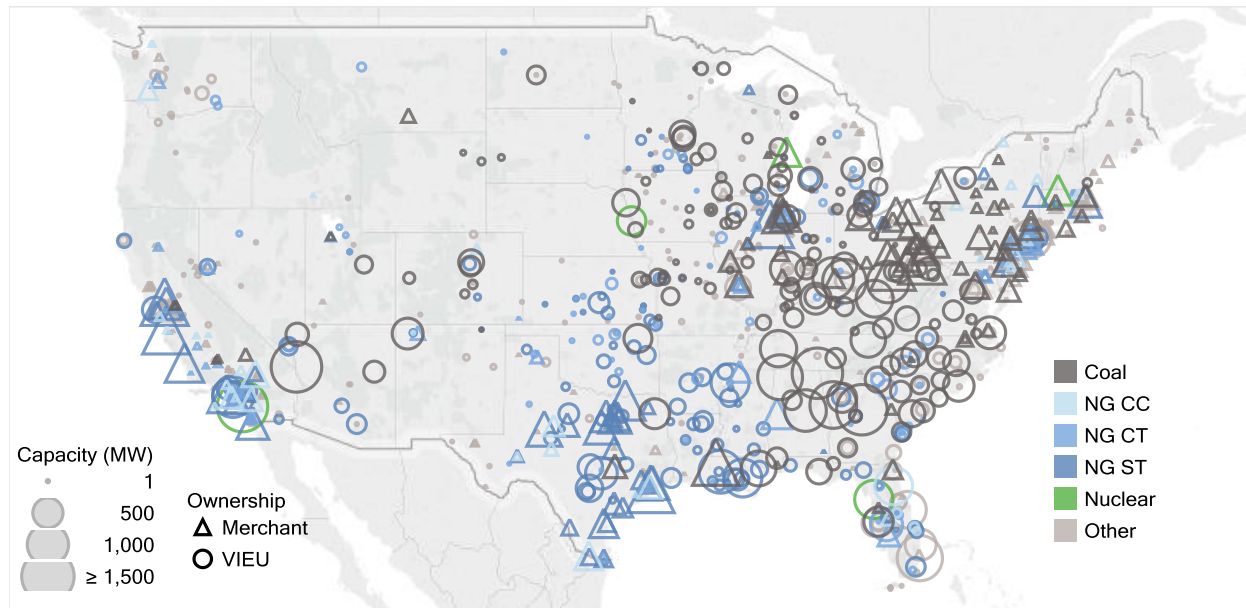 Capacity (MW)
1
500
1,000
≥ 1,500
Ownership
Merchant
VIEU
Coal
NG CC
NG CT
NG ST
Nuclear
Other